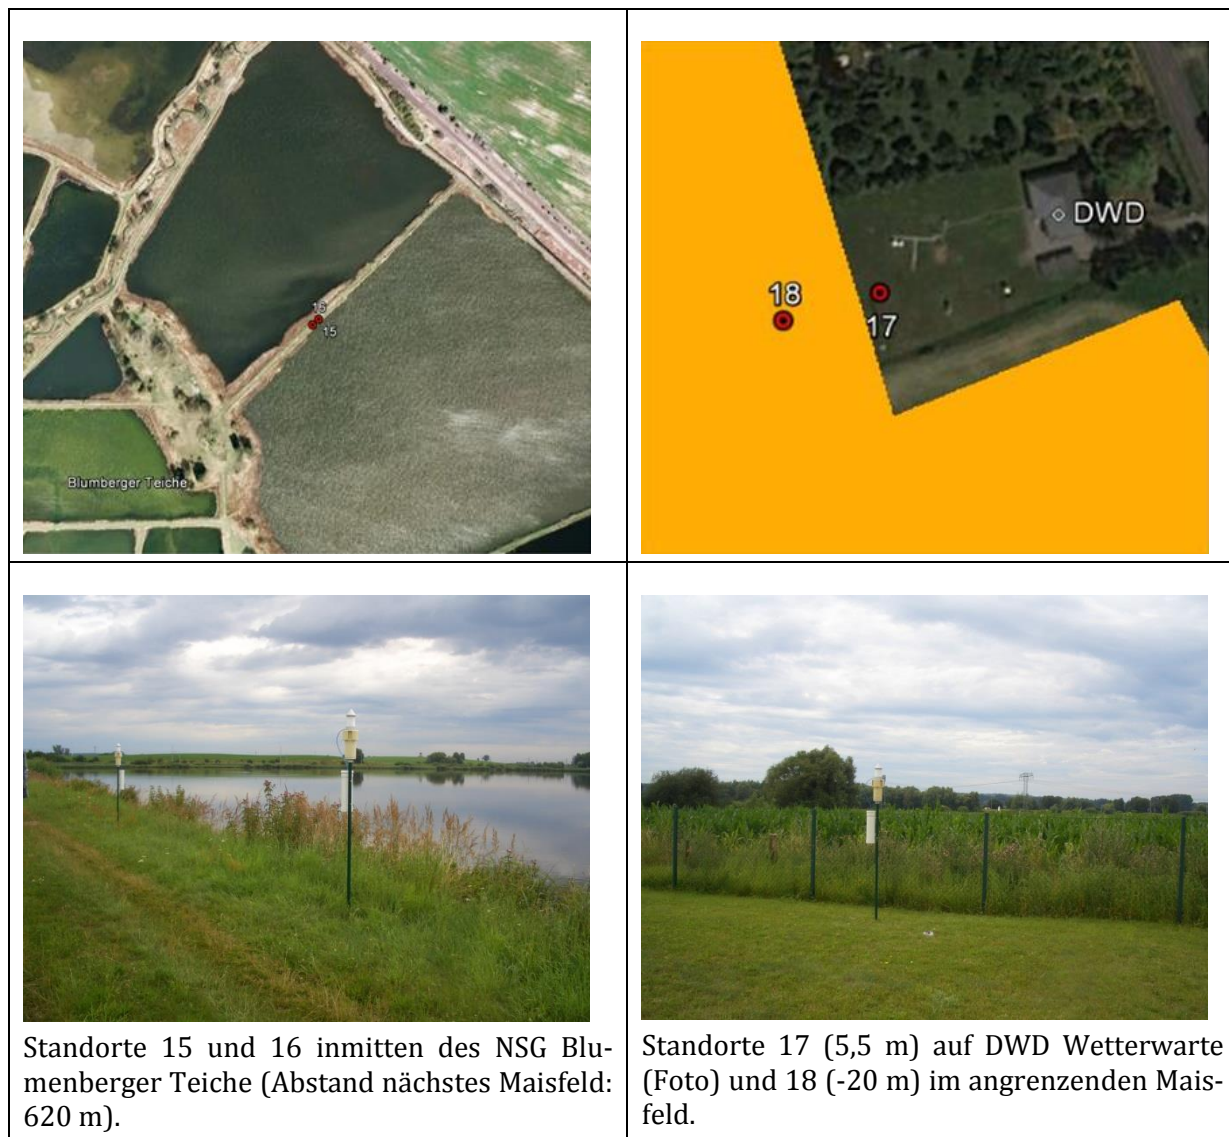 16
15
Blumberger Teiche
DWD
18
17
Standorte 15 und 16 inmitten des NSG Blu-
menberger Teiche (Abstand nächstes Maisfeld:
620 m).
Standorte 17 (5,5 m) auf DWD Wetterwarte
(Foto) und 18 (-20 m) im angrenzenden Mais-
feld.